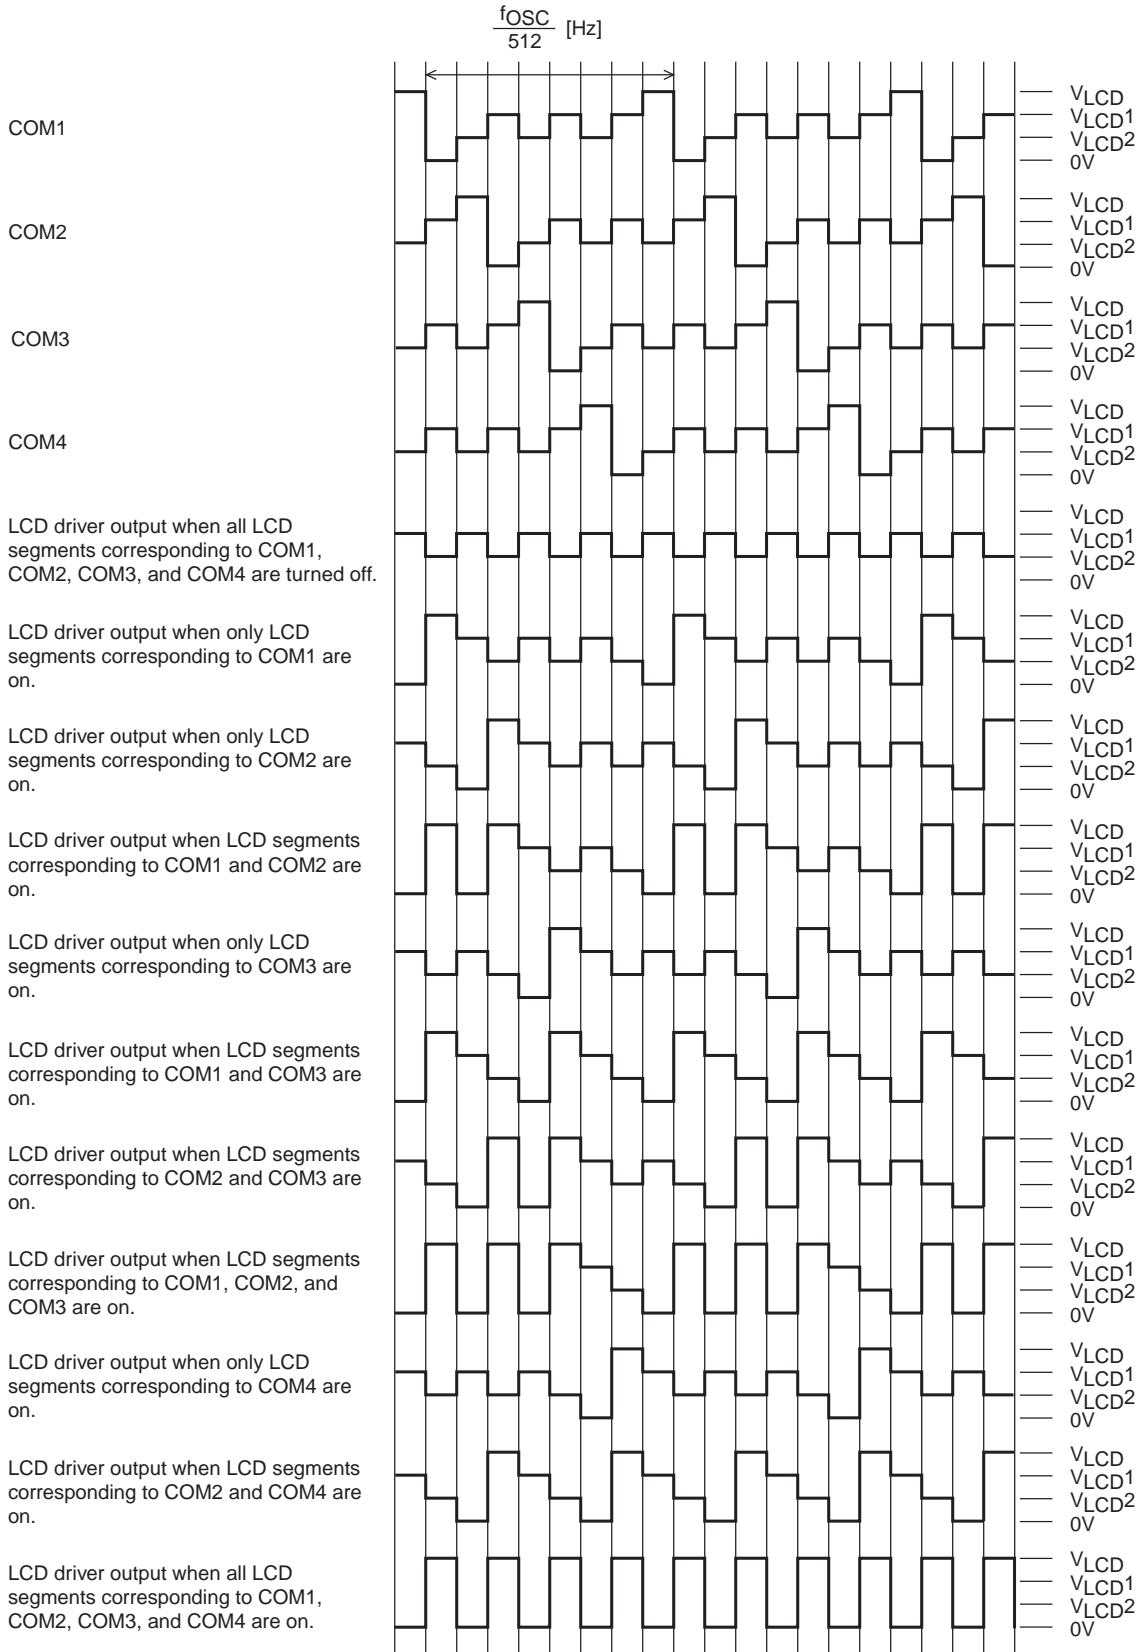 fOSC
512 [Hz]
COM1
VLCD
VLCD1
VLCD2
0V
COM2
VLCD
VLCD1
VLCD2
0V
COM3
VLCD
VLCD1
VLCD2
0V
COM4
VLCD
VLCD1
VLCD2
0V
LCD driver output when all LCD
segments corresponding to COM1,
COM2, COM3, and COM4 are turned off.
VLCD
VLCD1
VLCD2
0V
LCD driver output when only LCD
segments corresponding to COM1 are
on.
VLCD
VLCD1
VLCD2
0V
LCD driver output when only LCD
segments corresponding to COM2 are
on.
VLCD
VLCD1
VLCD2
0V
LCD driver output when LCD segments
corresponding to COM1 and COM2 are
on.
VLCD
VLCD1
VLCD2
0V
LCD driver output when only LCD
segments corresponding to COM3 are
on.
VLCD
VLCD1
VLCD2
0V
LCD driver output when LCD segments
corresponding to COM1 and COM3 are
on.
VLCD
VLCD1
VLCD2
0V
LCD driver output when LCD segments
corresponding to COM2 and COM3 are
on.
VLCD
VLCD1
VLCD2
0V
LCD driver output when LCD segments
corresponding to COM1, COM2, and
COM3 are on.
VLCD
VLCD1
VLCD2
0V
LCD driver output when only LCD
segments corresponding to COM4 are
on.
VLCD
VLCD1
VLCD2
0V
LCD driver output when LCD segments
corresponding to COM2 and COM4 are
on.
VLCD
VLCD1
VLCD2
0V
LCD driver output when all LCD
segments corresponding to COM1,
COM2, COM3, and COM4 are on.
VLCD
VLCD1
VLCD2
0V